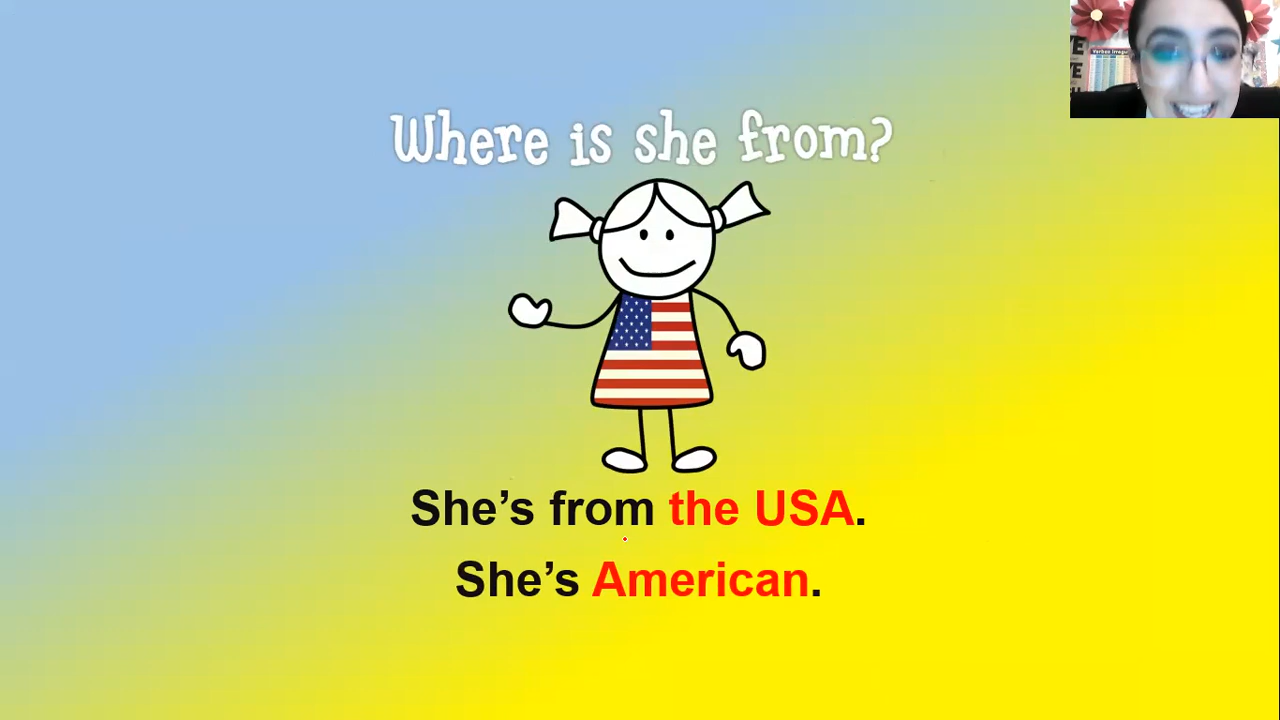 Where is she from?
She's from the USA.
She's American.